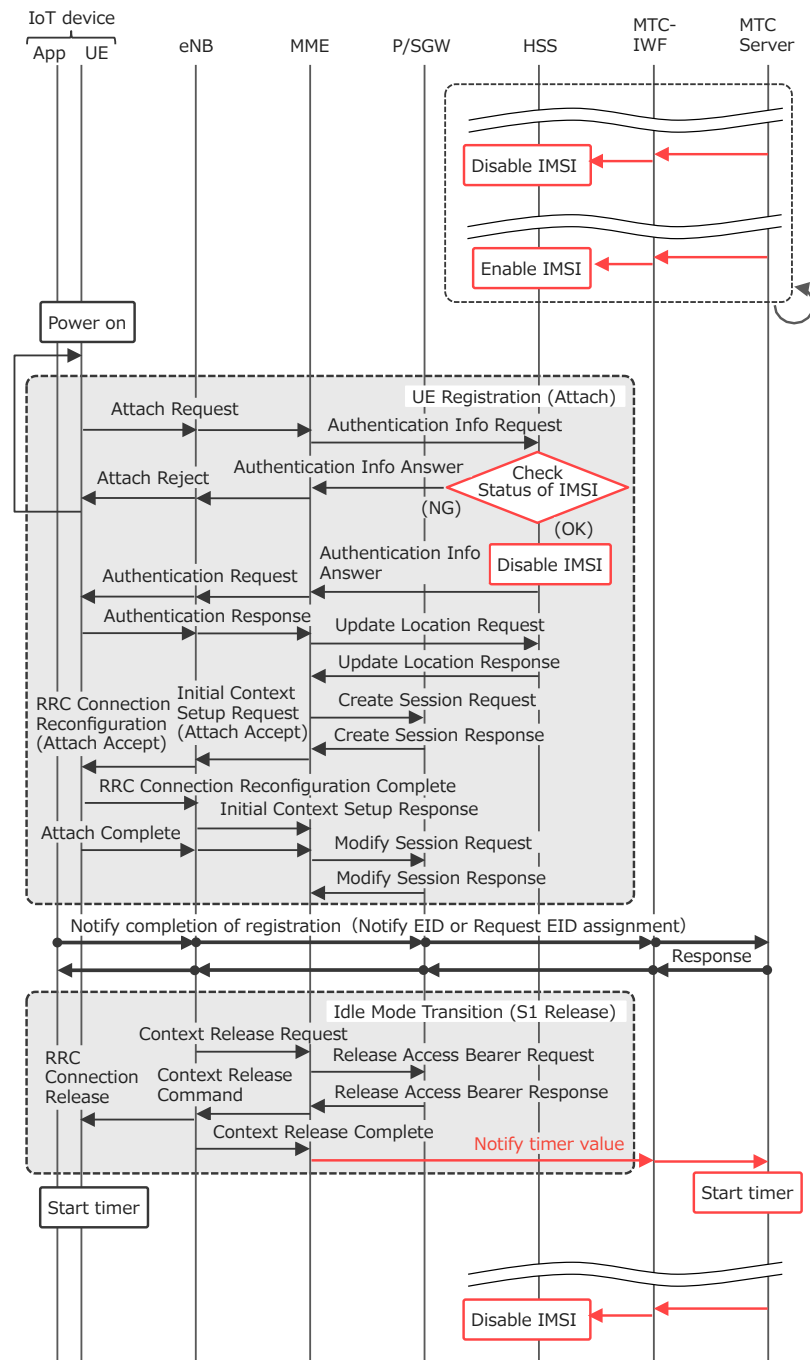 IoT device
App
UE
eNB
MME
P/SGW
HSS
MTC-
IWF
MTC
Server
Disable IMSI
Enable IMSI
Power on
UE Registration (Attach)
Attach Request
Authentication Info Request
Authentication Info Answer
Attach Reject
Check
Status of IMSI
(NG)
(OK)
Disable IMSI
Authentication Info
Answer
Authentication Request
Authentication Response
Update Location Request
Update Location Response
Initial Context
Setup Request
(Attach Accept)
RRC Connection
Reconfiguration
(Attach Accept)
Create Session Request
Create Session Response
RRC Connection Reconfiguration Complete
Initial Context Setup Response
Attach Complete
Modify Session Request
Modify Session Response
Notify completion of registration (Notify EID or Request EID assignment)
Response
Idle Mode Transition (S1 Release)
Context Release Request
Release Access Bearer Request
RRC
Connection
Release
Context Release
Command
Release Access Bearer Response
Context Release Complete
Notify timer value
Start timer
Start timer
Disable IMSI